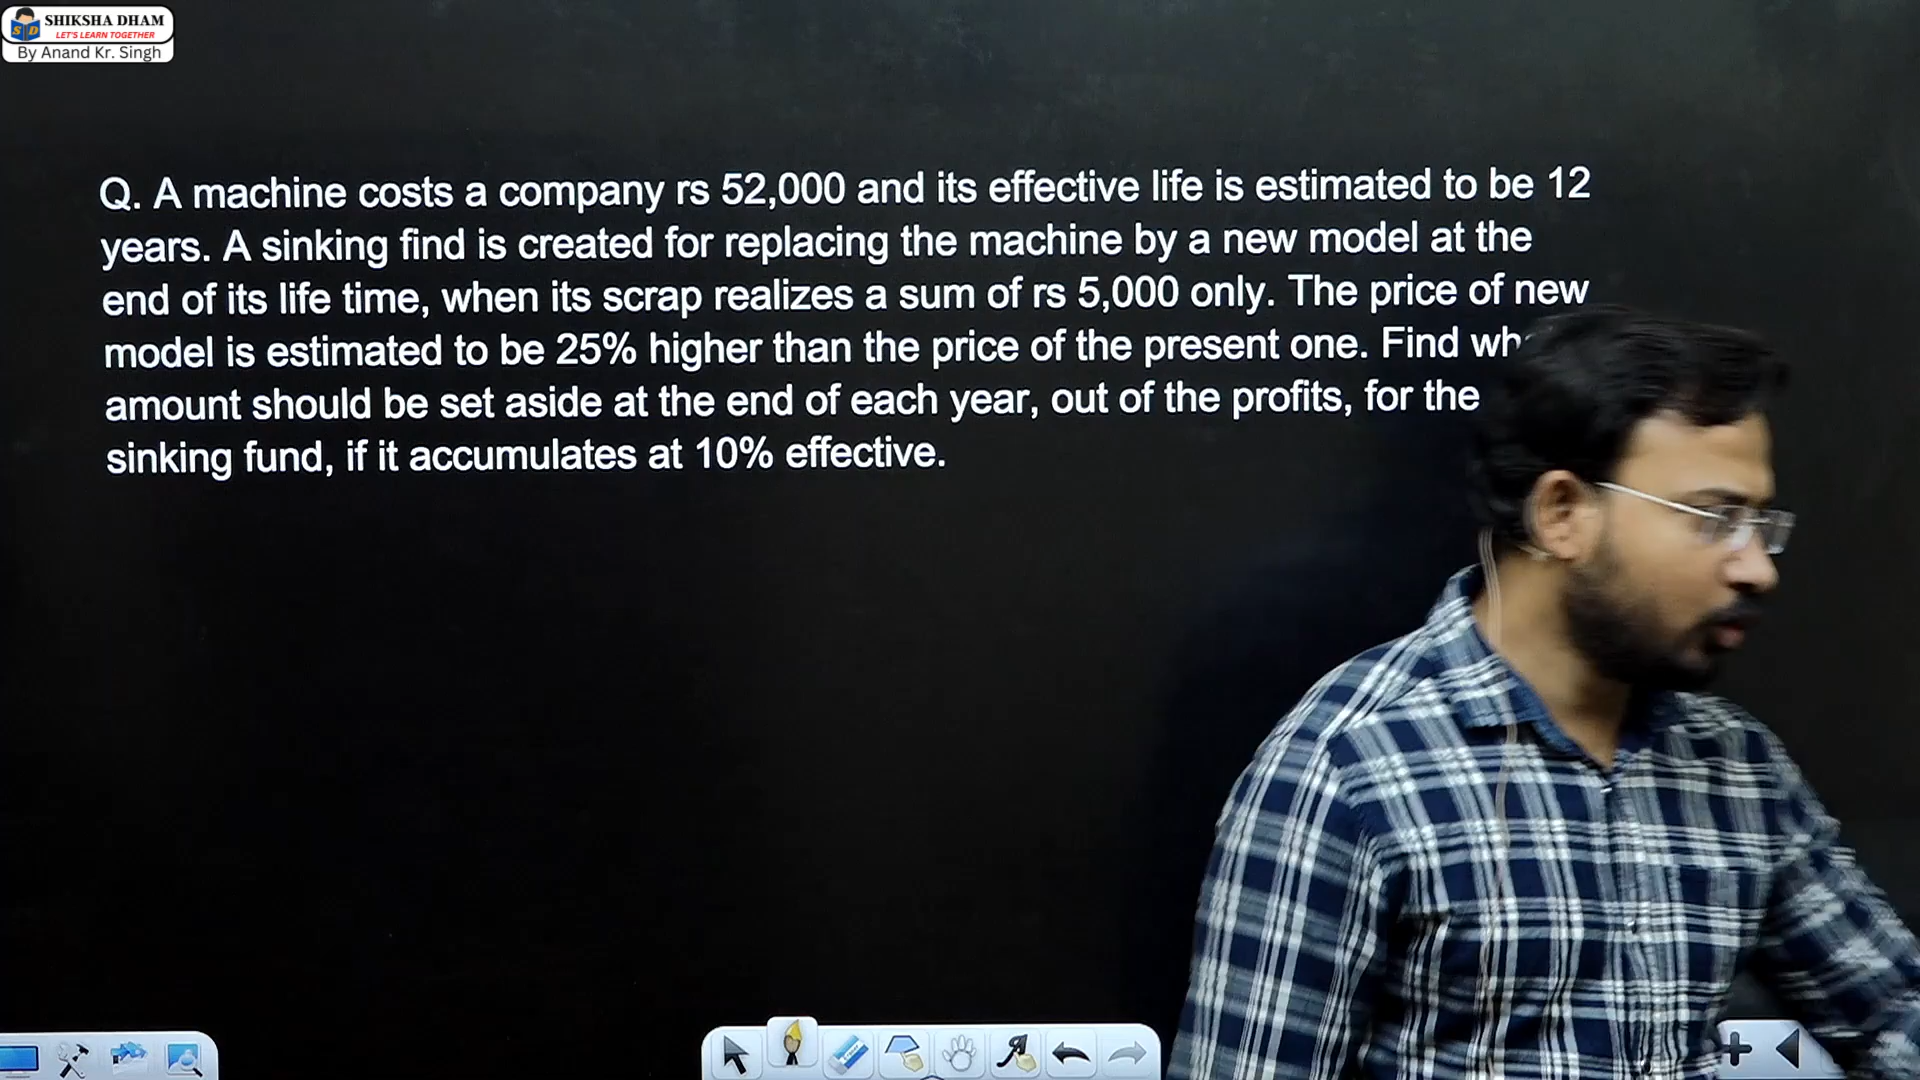 SHIKSHA DHAM
LET'S LEARN TOGETHER
By Anand Kr. Singh
Q. A machine costs a company rs 52,000 and its effective life is estimated to be 12
years. A sinking find is created for replacing the machine by a new model at the
end of its life time, when its scrap realizes a sum of rs 5,000 only. The price of new
model is estimated to be 25% higher than the price of the present one. Find
amount should be set aside at the end of each year, out of the profits, for the
sinking fund, if it accumulates at 10% effective.